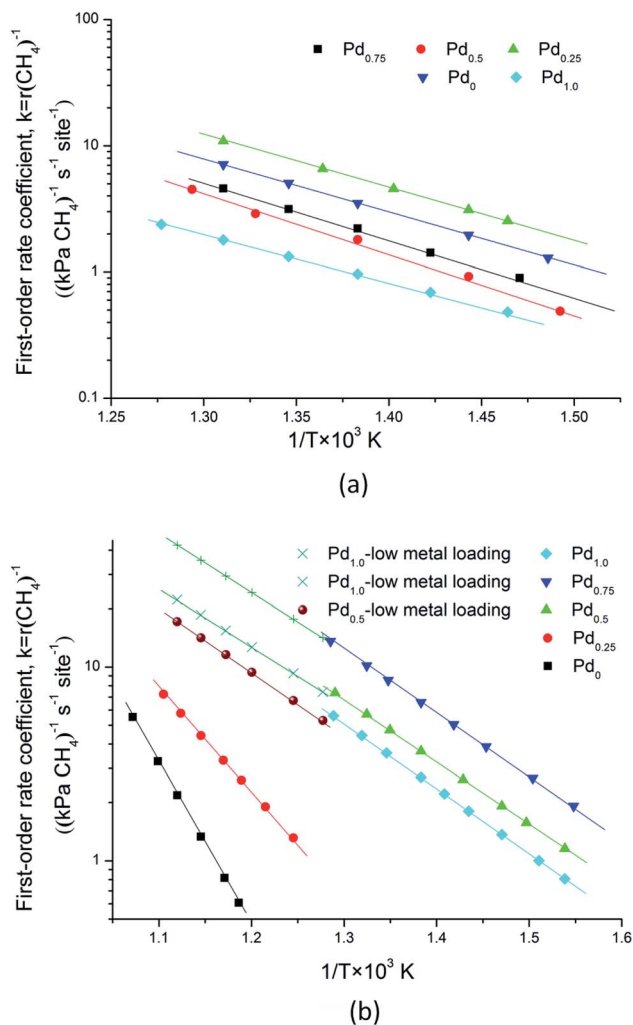 (a)
100
10
1
0.1
First-order rate coefficient, k=r(CH₄)⁻¹
((kPa CH₄)⁻¹ s⁻¹ site⁻¹)
Pd₀.₇₅ Pd₀.₅ Pd₀.₂₅
Pd₀ Pd₁.₀
1.25 1.30 1.35 1.40 1.45 1.50
1/T×10³ K
(a)
10
1
First-order rate coefficient, k=r(CH₄)⁻¹
((kPa CH₄)⁻¹ s⁻¹ site⁻¹)
Pd₁.₀-low metal loading Pd₁.₀
Pd₁.₀-low metal loading Pd₀.₇₅
Pd₀.₅-low metal loading Pd₀.₅
Pd₀.₂₅
Pd₀
1.1 1.2 1.3 1.4 1.5 1.6
1/T×10³ K
(b)